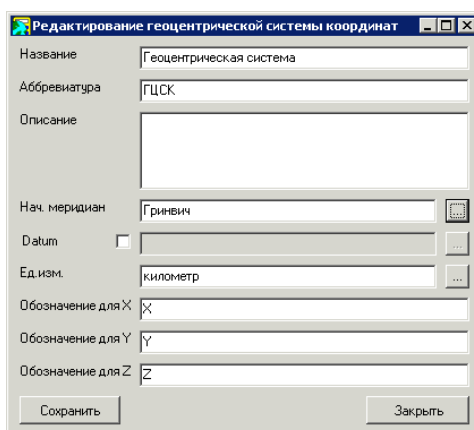 Редактирование геоцентрической системы координат
Название Геоцентрическая система
Аббревиатура ГЦСК
Описание
Нач. меридиан Гринвич ...
Datum ...
Ед.изм. километр ...
Обозначение для X X
Обозначение для Y Y
Обозначение для Z Z
Сохранить Закрыть